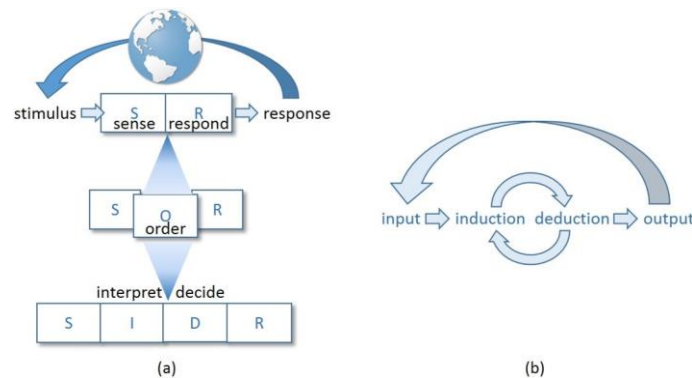 stimulus S R response
sense respond
S O R
order
interpret decide
S I D R
(a)
input induction deduction output
(b)